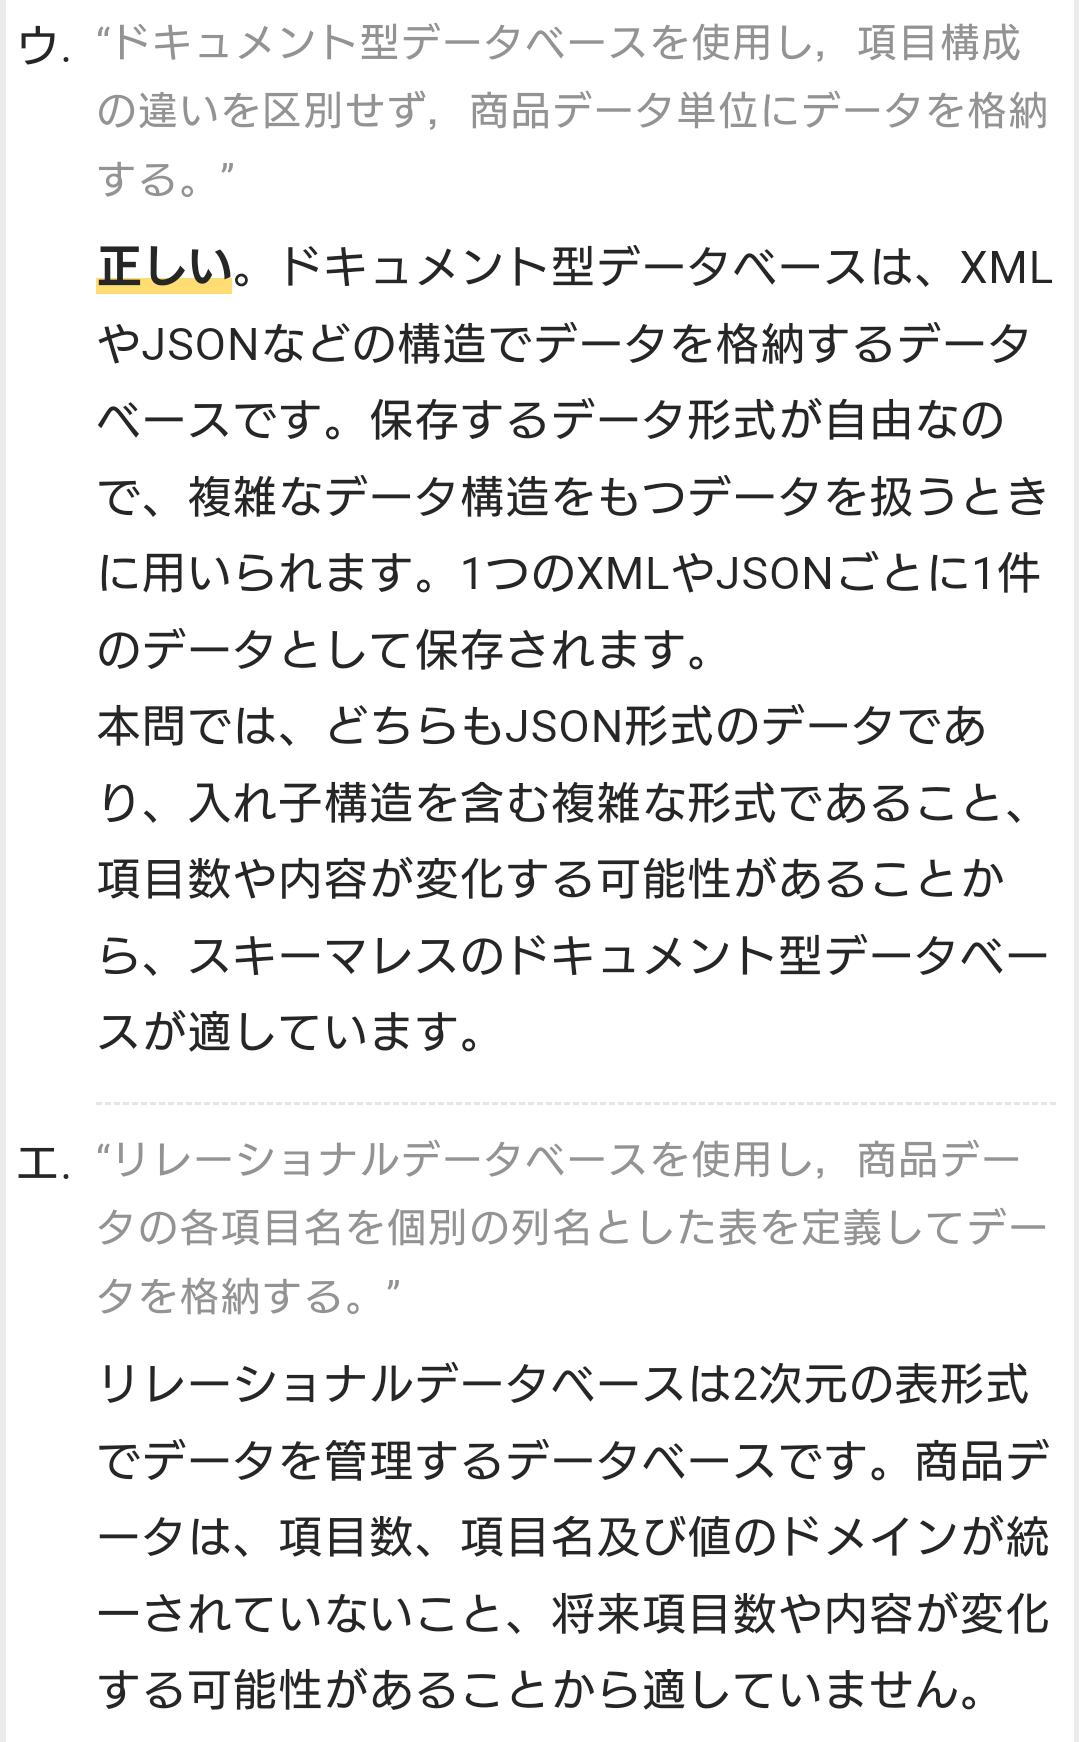 ウ. “ドキュメント型データベースを使用し，項目構成
の違いを区別せず，商品データ単位にデータを格納
する。”
正しい。ドキュメント型データベースは、XML
やJSONなどの構造でデータを格納するデータ
ベースです。保存するデータ形式が自由なの
で、複雑なデータ構造をもつデータを扱うとき
に用いられます。1つのXMLやJSONごとに1件
のデータとして保存されます。
本問では、どちらもJSON形式のデータであ
り、入れ子構造を含む複雑な形式であること、
項目数や内容が変化する可能性があることか
ら、スキーマレスのドキュメント型データベー
スが適しています。
エ. “リレーショナルデータベースを使用し，商品デー
タの各項目名を個別の列名とした表を定義してデー
タを格納する。”
リレーショナルデータベースは2次元の表形式
でデータを管理するデータベースです。商品デ
ータは、項目数、項目名及び値のドメインが統
一されていないこと、将来項目数や内容が変化
する可能性があることから適していません。